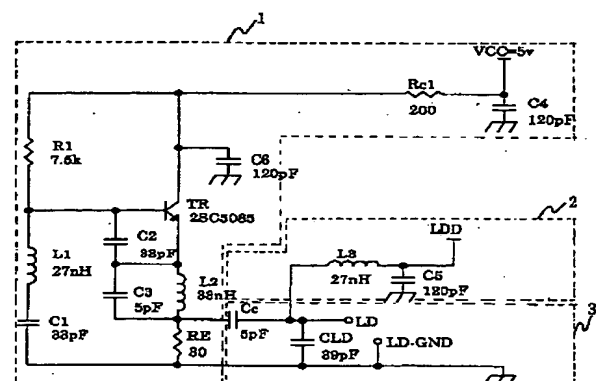 1
VCC=5v
Rc1
200
C4
120pF
R1
7.5k
C6
120pF
TR
2SC5085
2
LDD
C2
33pF
L3
27nH
C5
120pF
L1
27nH
L2
33nH
C3
5pF
Cc
5pF
3
LD
C1
33pF
RE
30
CLD
39pF
LD-GND